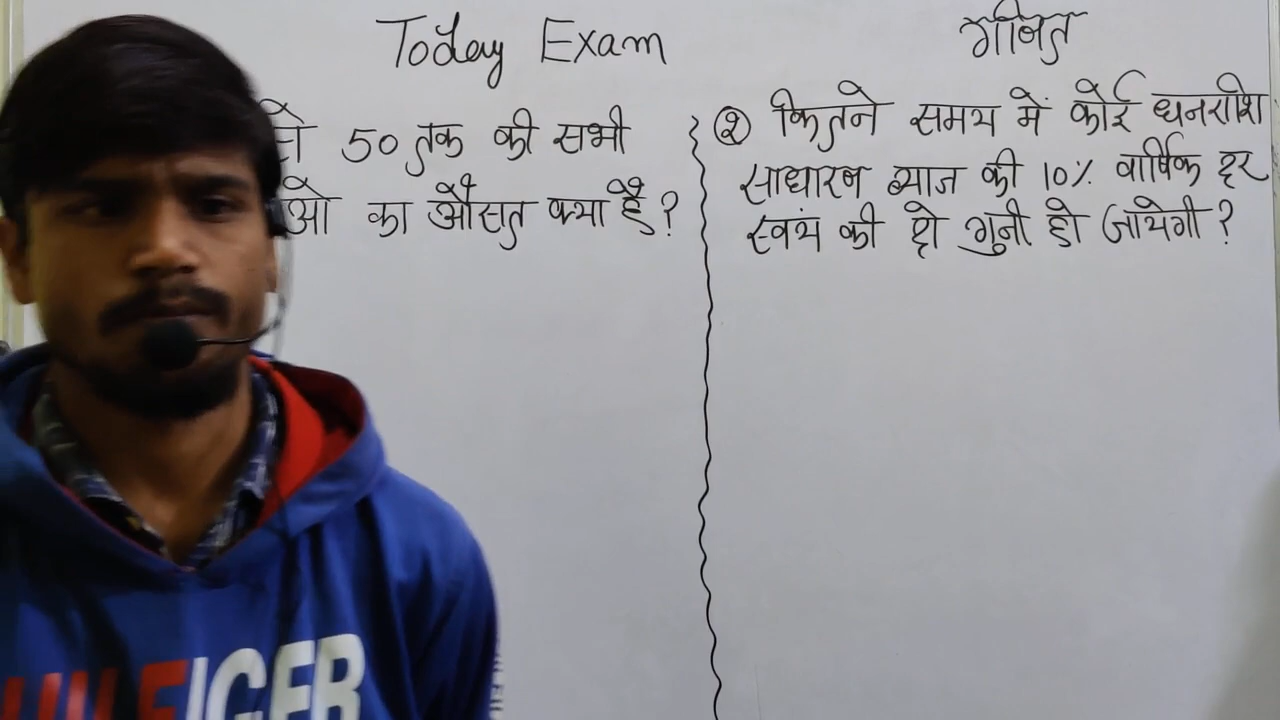 Today Exam
गणित
से 50 तक की सभी
ओ का औसत क्या है?
② कितने समय में कोई धनराशि
साधारण ब्याज की 10% वार्षिक दर
स्वयं की दो गुनी हो जायेगी ?